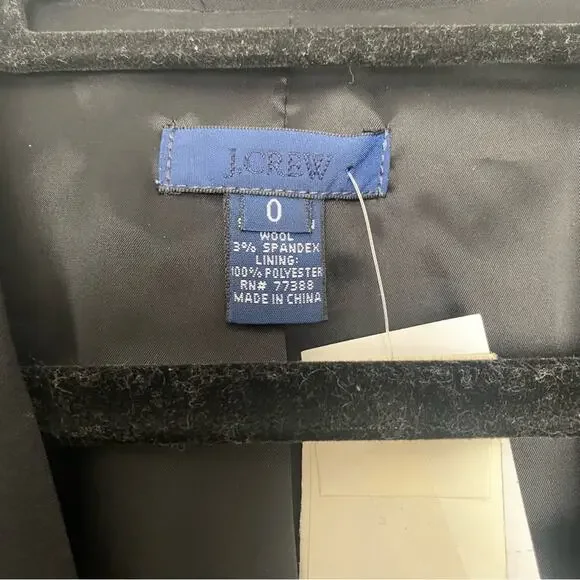 J.CREW
0
WOOL
3% SPANDEX
LINING:
100% POLYESTER
RN# 77388
MADE IN CHINA